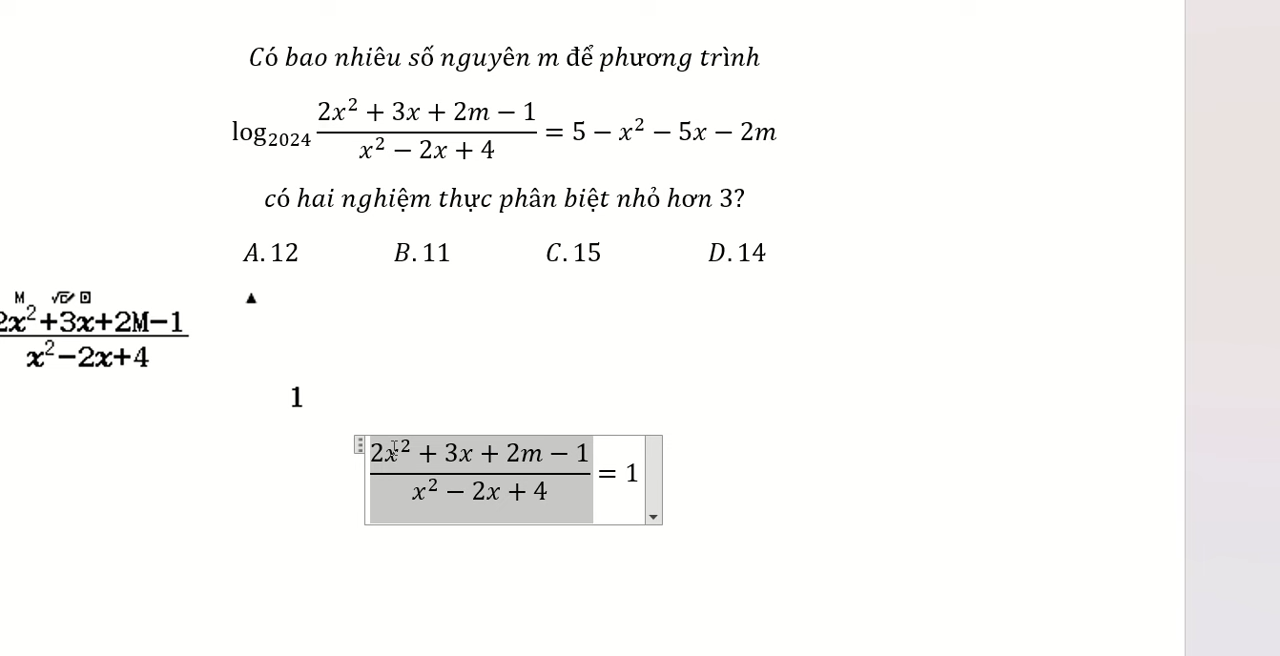 Có bao nhiêu số nguyên m để phương trình
log₂₀₂₄ (2x² + 3x + 2m − 1)/(x² − 2x + 4) = 5 − x² − 5x − 2m
có hai nghiệm thực phân biệt nhỏ hơn 3?
A. 12 B. 11 C. 15 D. 14
M √ D ▲
2x²+3x+2M−1
x²−2x+4
1
(2x² + 3x + 2m − 1)/(x² − 2x + 4) = 1